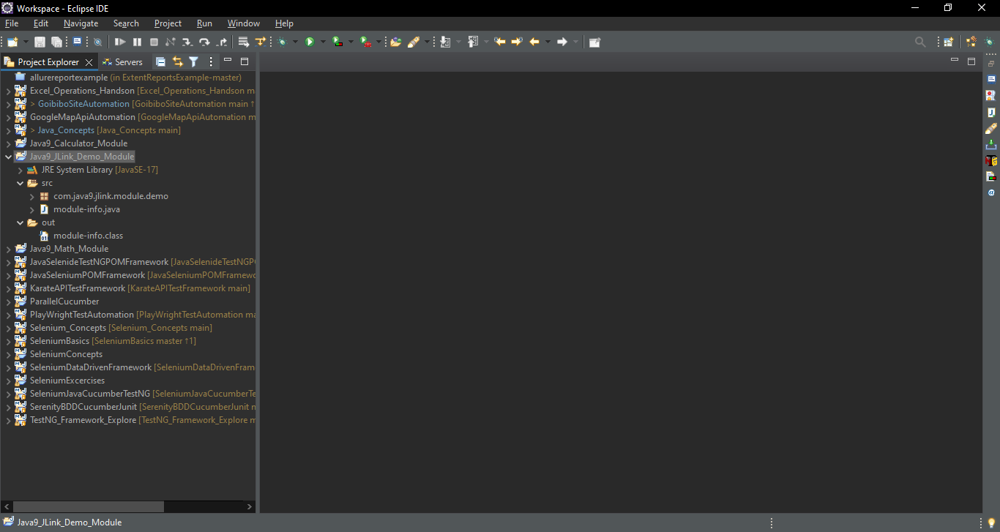 Workspace - Eclipse IDE
File Edit Navigate Search Project Run Window Help
Project Explorer Servers
allurereportexample (in ExtentReportsExample-master)
Excel_Operations_Handson [Excel_Operations_Handson m
> GoibiboSiteAutomation [GoibiboSiteAutomation main ↑
GoogleMapApiAutomation [GoogleMapApiAutomation m
> Java_Concepts [Java_Concepts main]
Java9_Calculator_Module
Java9_JLink_Demo_Module
JRE System Library [JavaSE-17]
src
com.java9.jlink.module.demo
module-info.java
out
module-info.class
Java9_Math_Module
JavaSelenideTestNGPOMFramework [JavaSelenideTestNGP
JavaSeleniumPOMFramework [JavaSeleniumPOMFramewo
KarateAPITestFramework [KarateAPITestFramework main]
ParallelCucumber
PlayWrightTestAutomation [PlayWrightTestAutomation ma
Selenium_Concepts [Selenium_Concepts main]
SeleniumBasics [SeleniumBasics master ↑1]
SeleniumConcepts
SeleniumDataDrivenFramework [SeleniumDataDrivenFram
SeleniumExcercises
SeleniumJavaCucumberTestNG [SeleniumJavaCucumberTe
SerenityBDDCucumberJunit [SerenityBDDCucumberJunit m
TestNG_Framework_Explore [TestNG_Framework_Explore m
Java9_JLink_Demo_Module